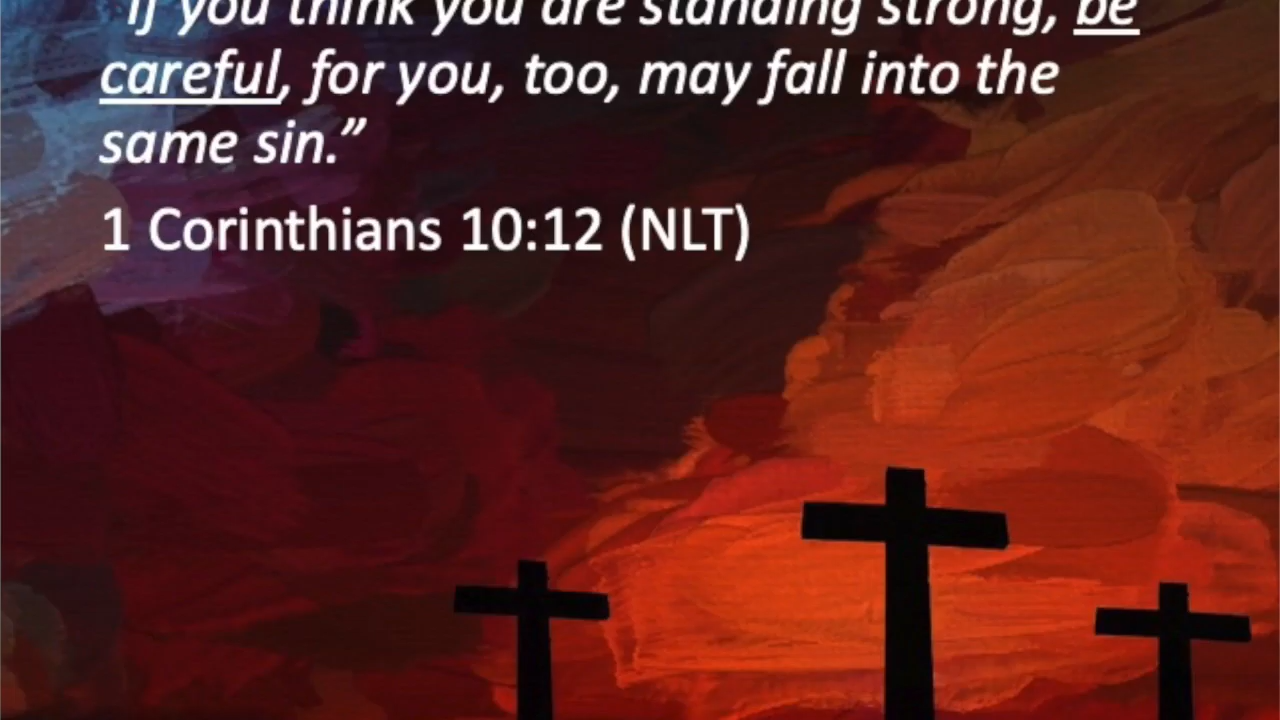 If you think you are standing strong, be
careful, for you, too, may fall into the
same sin.”
1 Corinthians 10:12 (NLT)